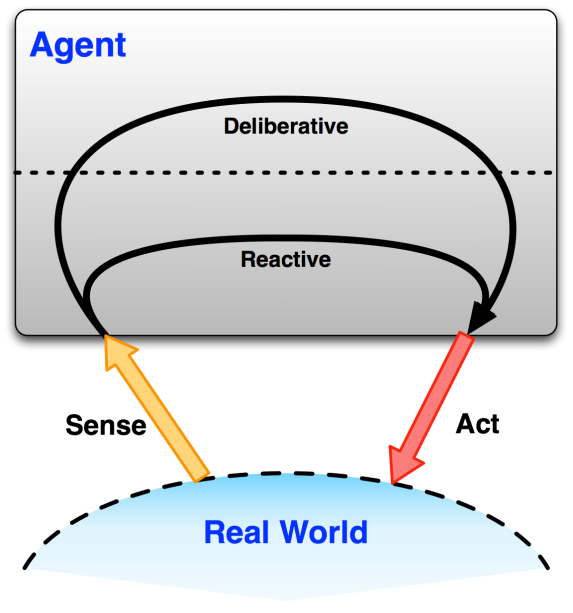 Agent
Deliberative
Reactive
Sense
Act
Real World